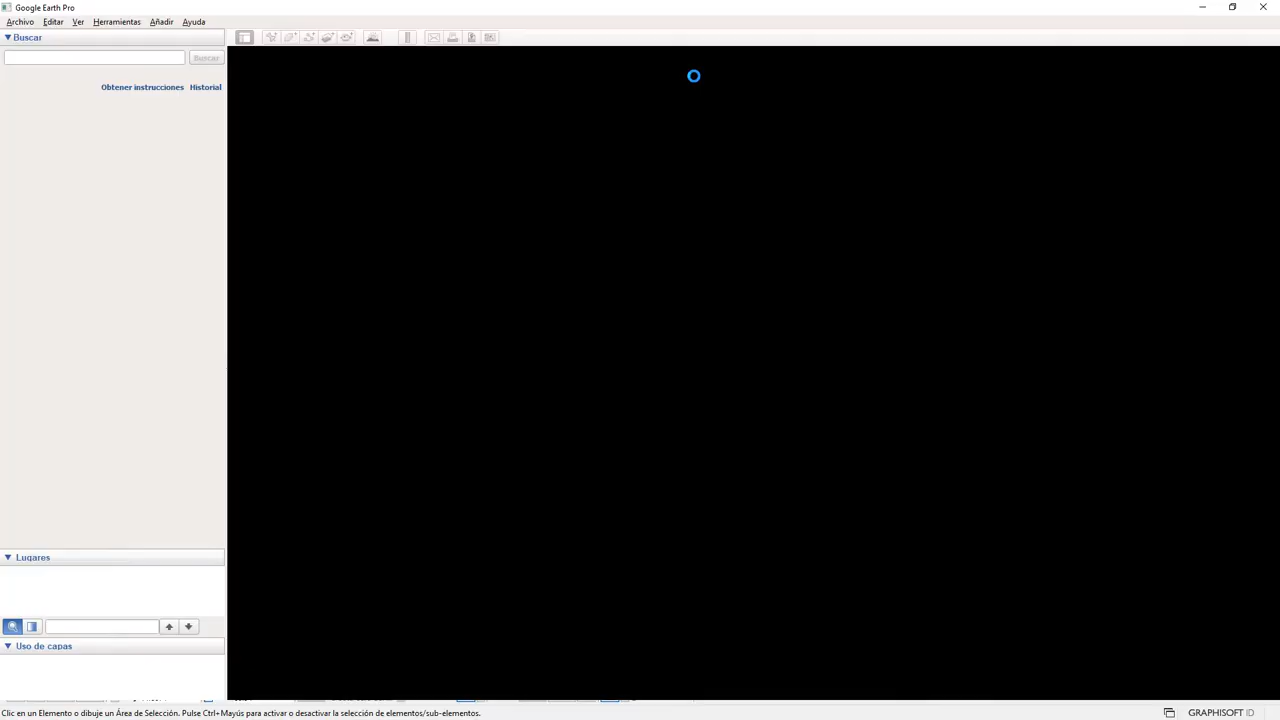 Google Earth Pro
Archivo Editar Ver Herramientas Añadir Ayuda
Buscar
Buscar
Obtener instrucciones Historial
Lugares
Uso de capas
Clic en un Elemento o dibuje un Área de Selección. Pulse Ctrl+Mayús para activar o desactivar la selección de elementos/sub-elementos.
GRAPHISOFT ID